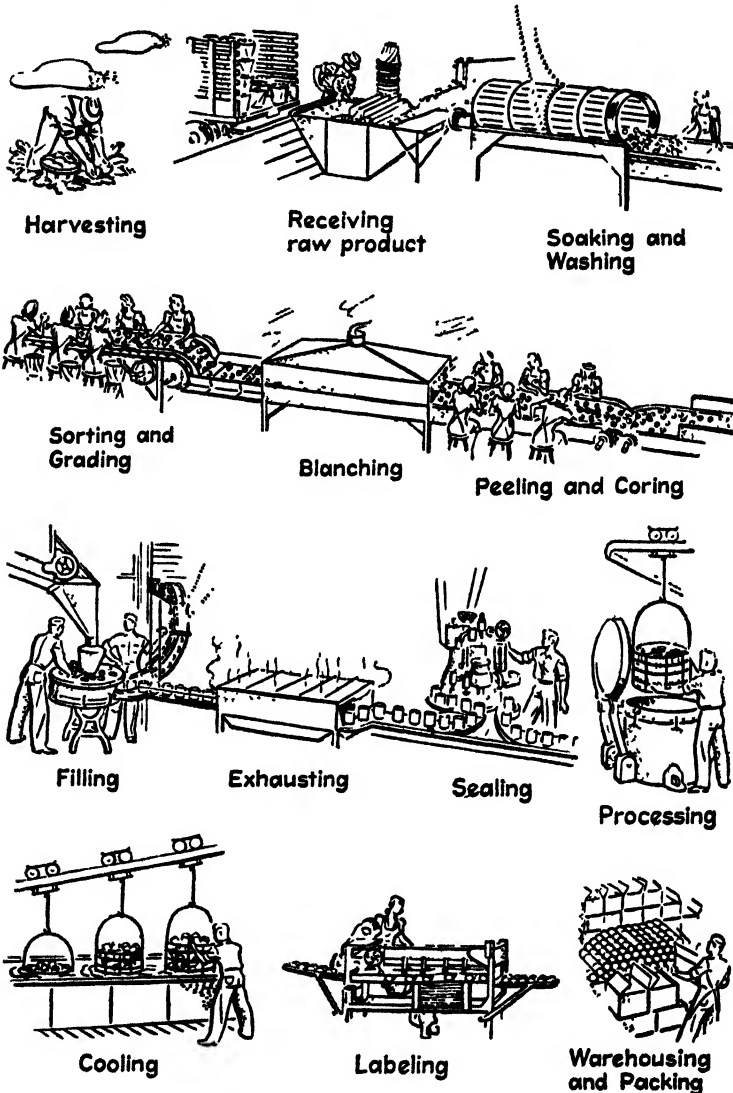 Harvesting
Receiving
raw product
Soaking and
Washing
Sorting and
Grading
Blanching
Peeling and Coring
Filling
Exhausting
Sealing
Processing
Cooling
Labeling
Warehousing
and Packing